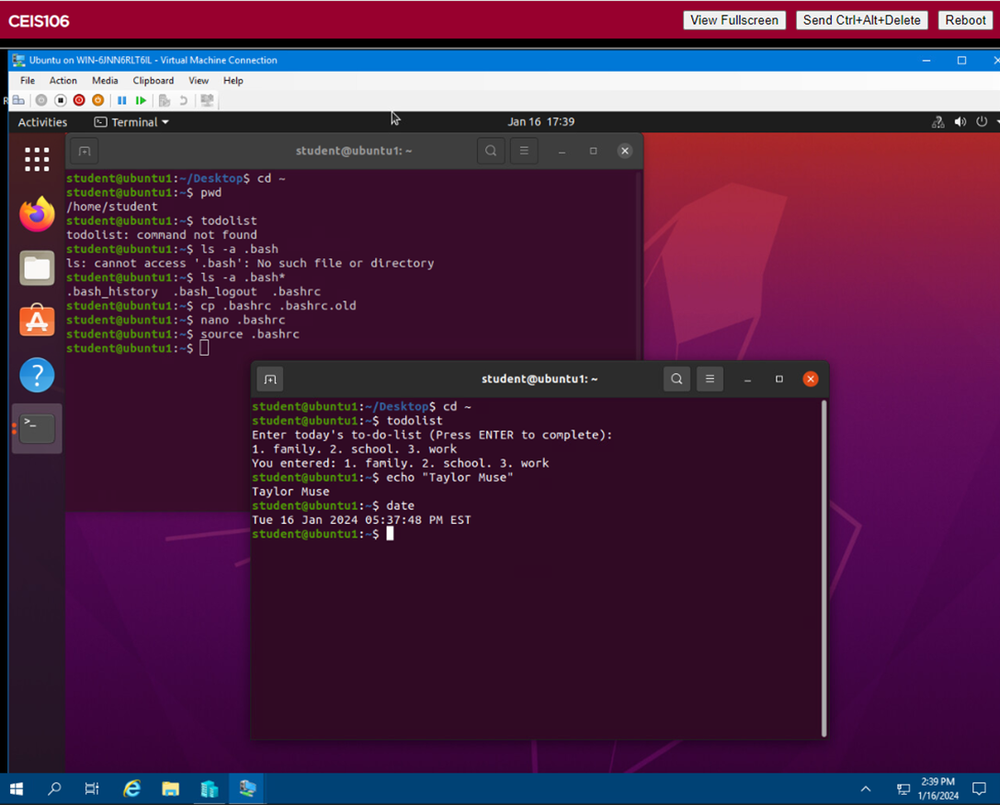 CEIS106
View Fullscreen
Send Ctrl+Alt+Delete
Reboot
Ubuntu on WIN-6JNN6RLT6IL - Virtual Machine Connection
File Action Media Clipboard View Help
Activities
Terminal
Jan 16 17:39
student@ubuntu1: ~
student@ubuntu1:~/Desktop$ cd ~
student@ubuntu1:~$ pwd
/home/student
student@ubuntu1:~$ todolist
todolist: command not found
student@ubuntu1:~$ ls -a .bash
ls: cannot access '.bash': No such file or directory
student@ubuntu1:~$ ls -a .bash*
.bash_history .bash_logout .bashrc
student@ubuntu1:~$ cp .bashrc .bashrc.old
student@ubuntu1:~$ nano .bashrc
student@ubuntu1:~$ source .bashrc
student@ubuntu1:~$
student@ubuntu1: ~
student@ubuntu1:~/Desktop$ cd ~
student@ubuntu1:~$ todolist
Enter today's to-do-list (Press ENTER to complete):
1. family. 2. school. 3. work
You entered: 1. family. 2. school. 3. work
student@ubuntu1:~$ echo "Taylor Muse"
Taylor Muse
student@ubuntu1:~$ date
Tue 16 Jan 2024 05:37:48 PM EST
student@ubuntu1:~$
2:39 PM
1/16/2024